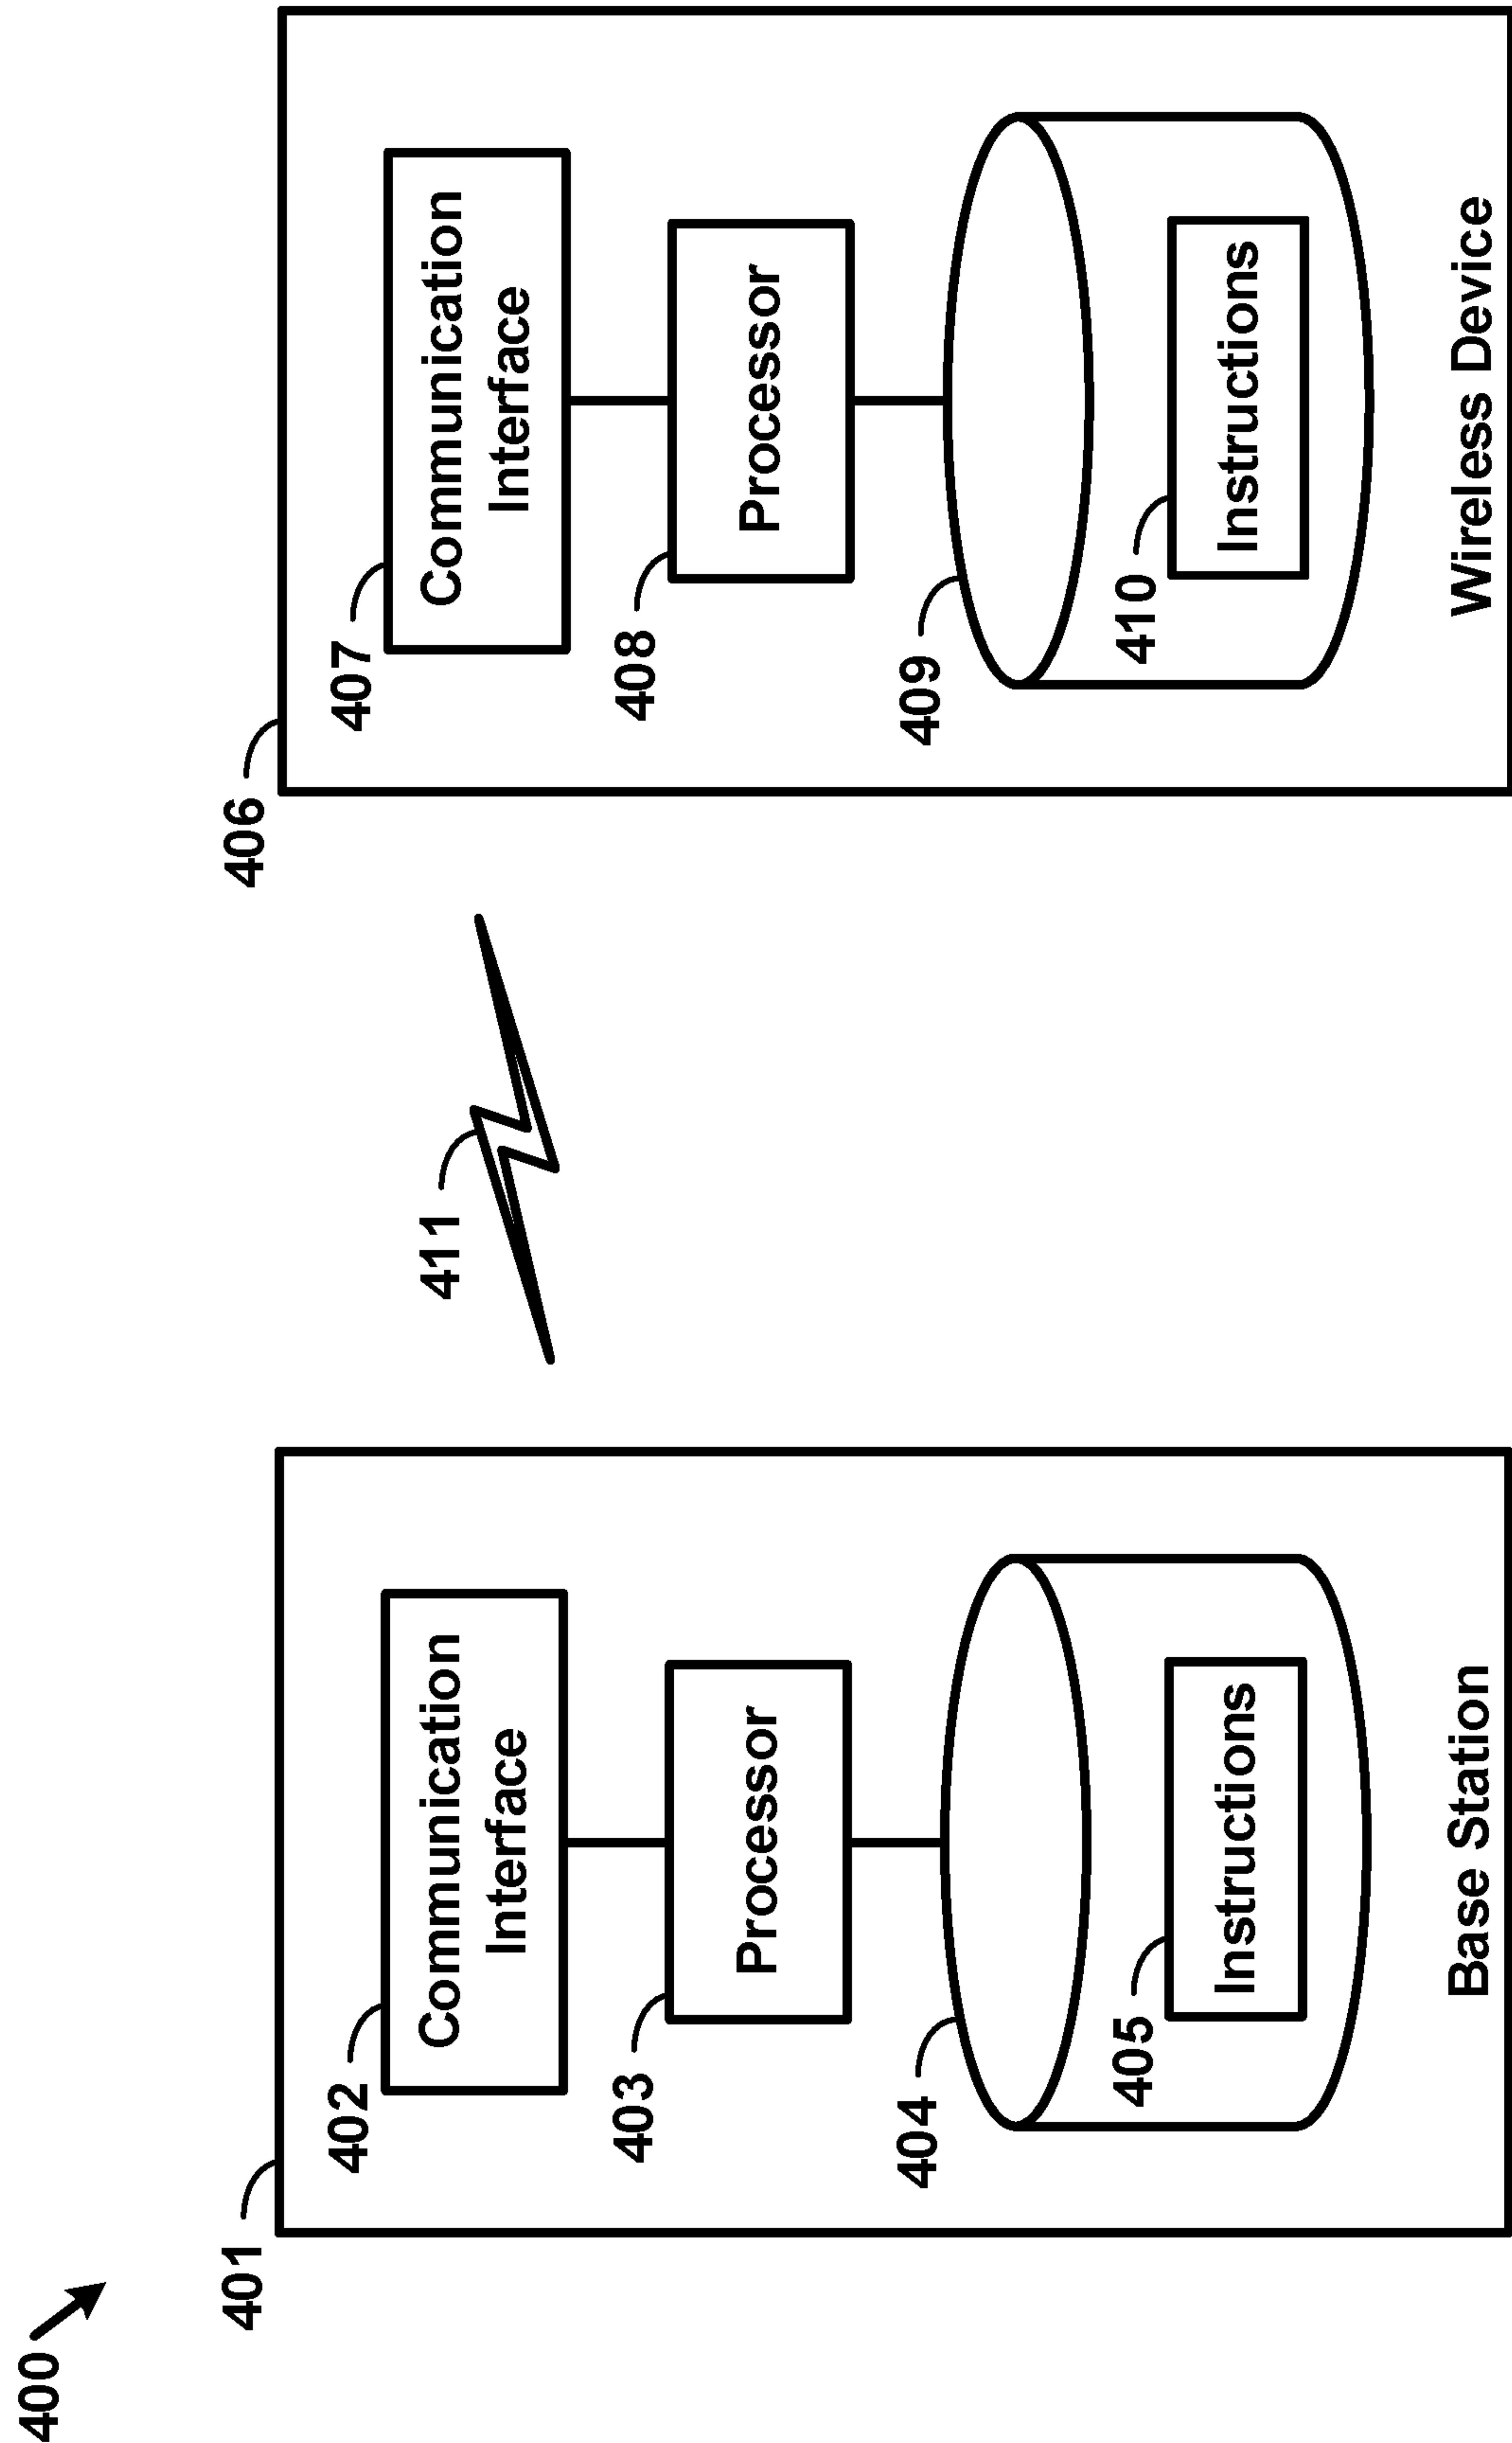 400
401
402
Communication
Interface
403
Processor
404
405
Instructions
Base Station
411
406
407
Communication
Interface
408
Processor
409
410
Instructions
Wireless Device